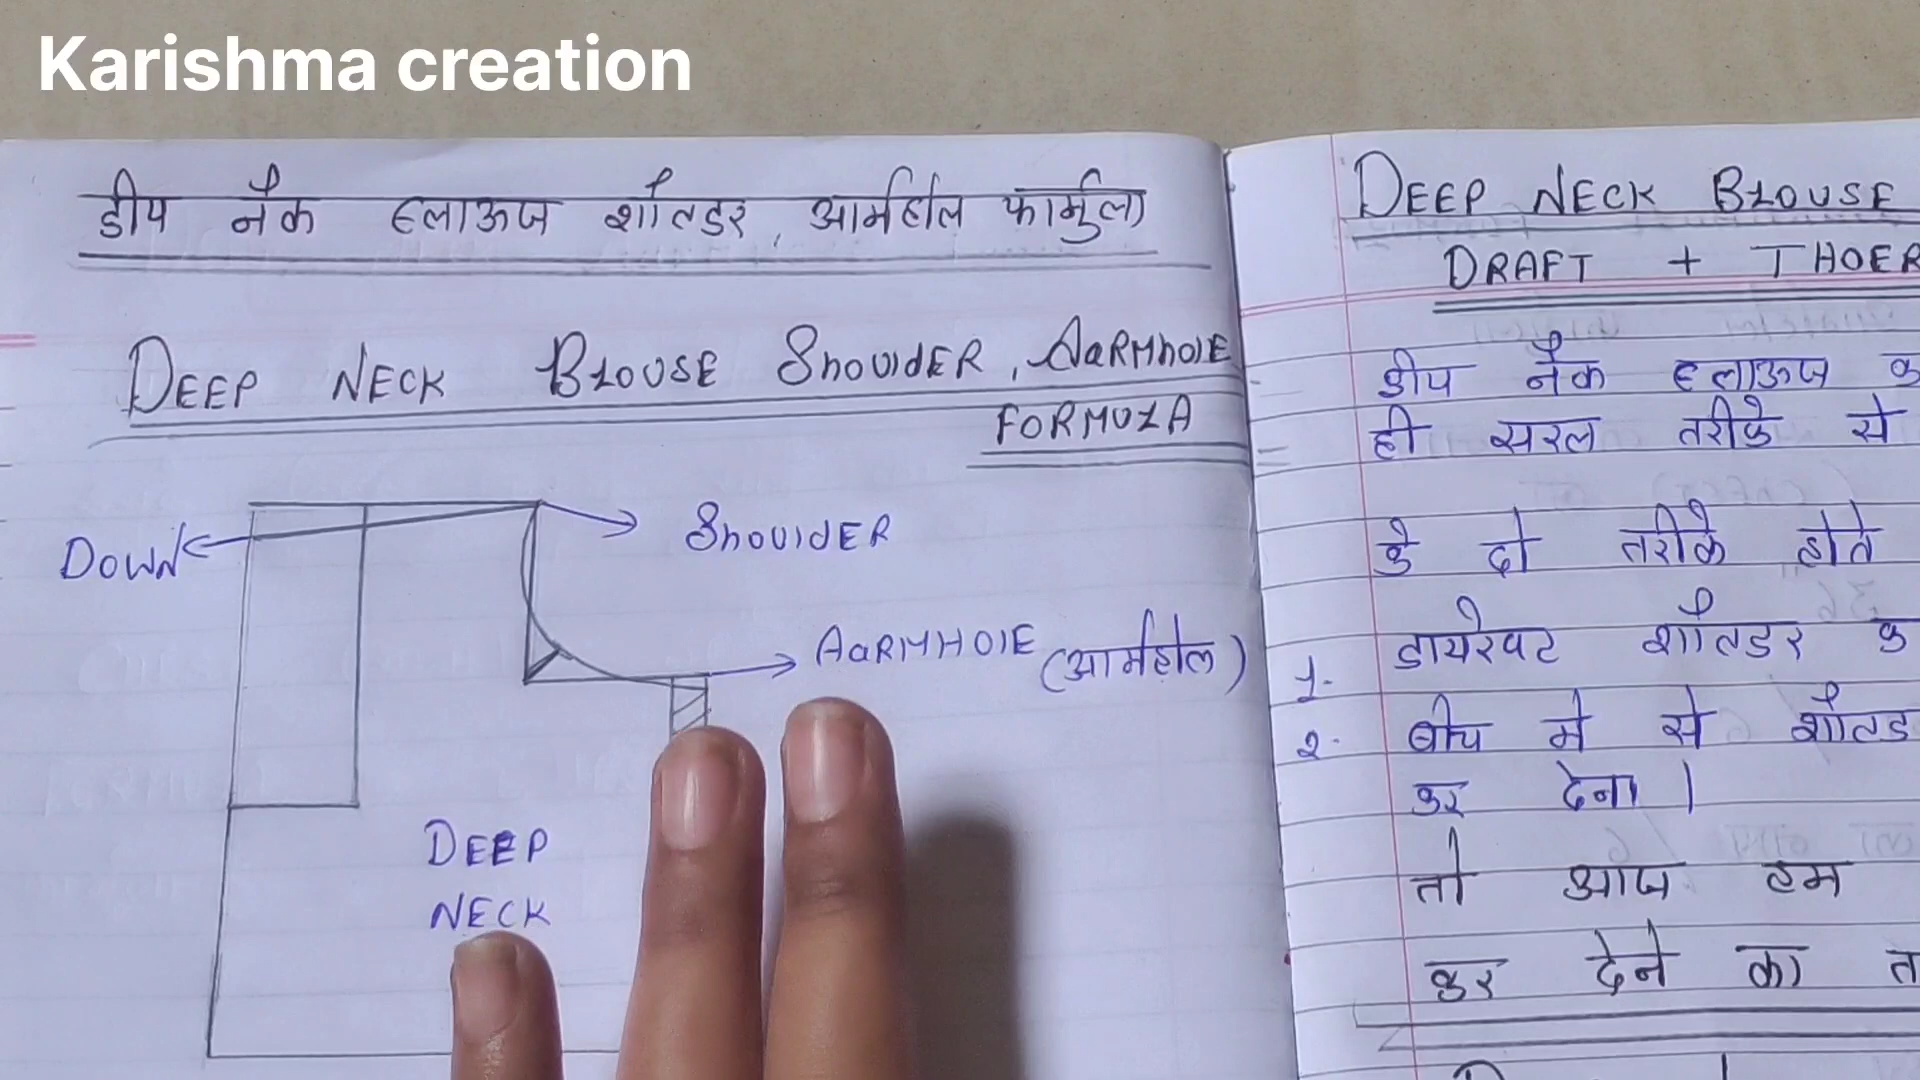 Karishma creation
डीप नैक ब्लाऊज शौल्डर, आर्महोल फार्मुला
DEEP NECK BLOUSE ShouldER, AaRMholE
FORMULA
DOWN
ShouldER
AaRMHOlE (आर्महोल)
DEEP
NECK
DEEP NECK BLOUSE
DRAFT + THOER
डीप नैक ब्लाऊज क
ही सरल तरीके से
के दो तरीके होते
1. डायरेक्ट शौल्डर क
2. बीच मे से शौल्ड
कर देना।
तो आज हम
कर देने का त